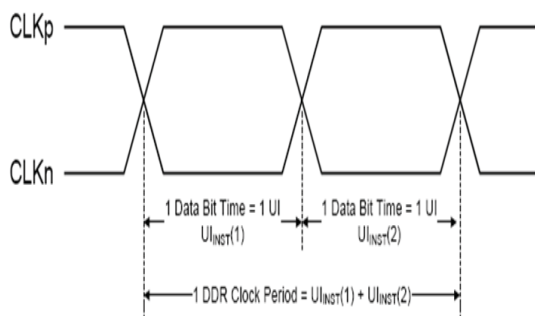 CLKp
CLKn
1 Data Bit Time = 1 UI
UIINST(1)
1 Data Bit Time = 1 UI
UIINST(2)
1 DDR Clock Period = UIINST(1) + UIINST(2)